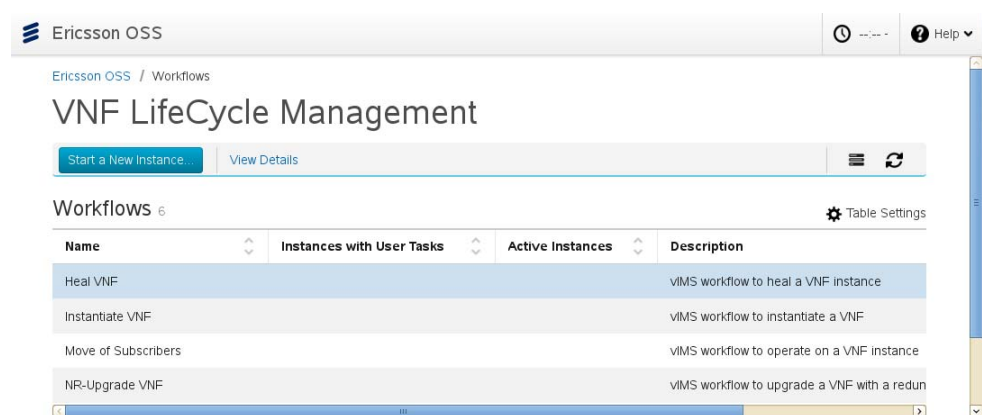 Ericsson OSS
--:-- -
Help
Ericsson OSS / Workflows
VNF LifeCycle Management
Start a New Instance...
View Details
Workflows 6
Table Settings
Name Instances with User Tasks Active Instances Description
Heal VNF vIMS workflow to heal a VNF instance
Instantiate VNF vIMS workflow to instantiate a VNF
Move of Subscribers vIMS workflow to operate on a VNF instance
NR-Upgrade VNF vIMS workflow to upgrade a VNF with a redun